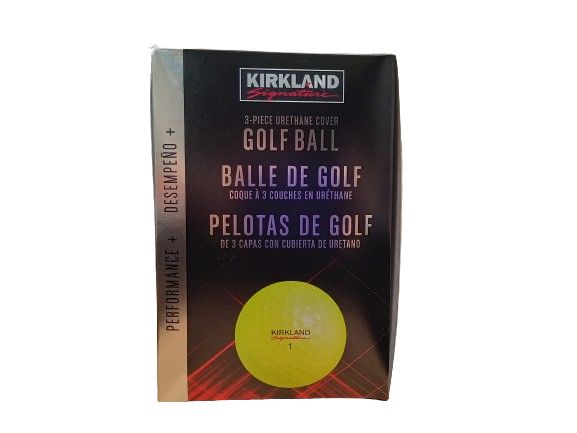 KIRKLAND
Signature
3-PIECE URETHANE COVER
GOLF BALL
BALLE DE GOLF
COQUE À 3 COUCHES EN URÉTHANE
PELOTAS DE GOLF
DE 3 CAPAS CON CUBIERTA DE URETANO
PERFORMANCE + DESEMPEÑO +
KIRKLAND
Signature
1